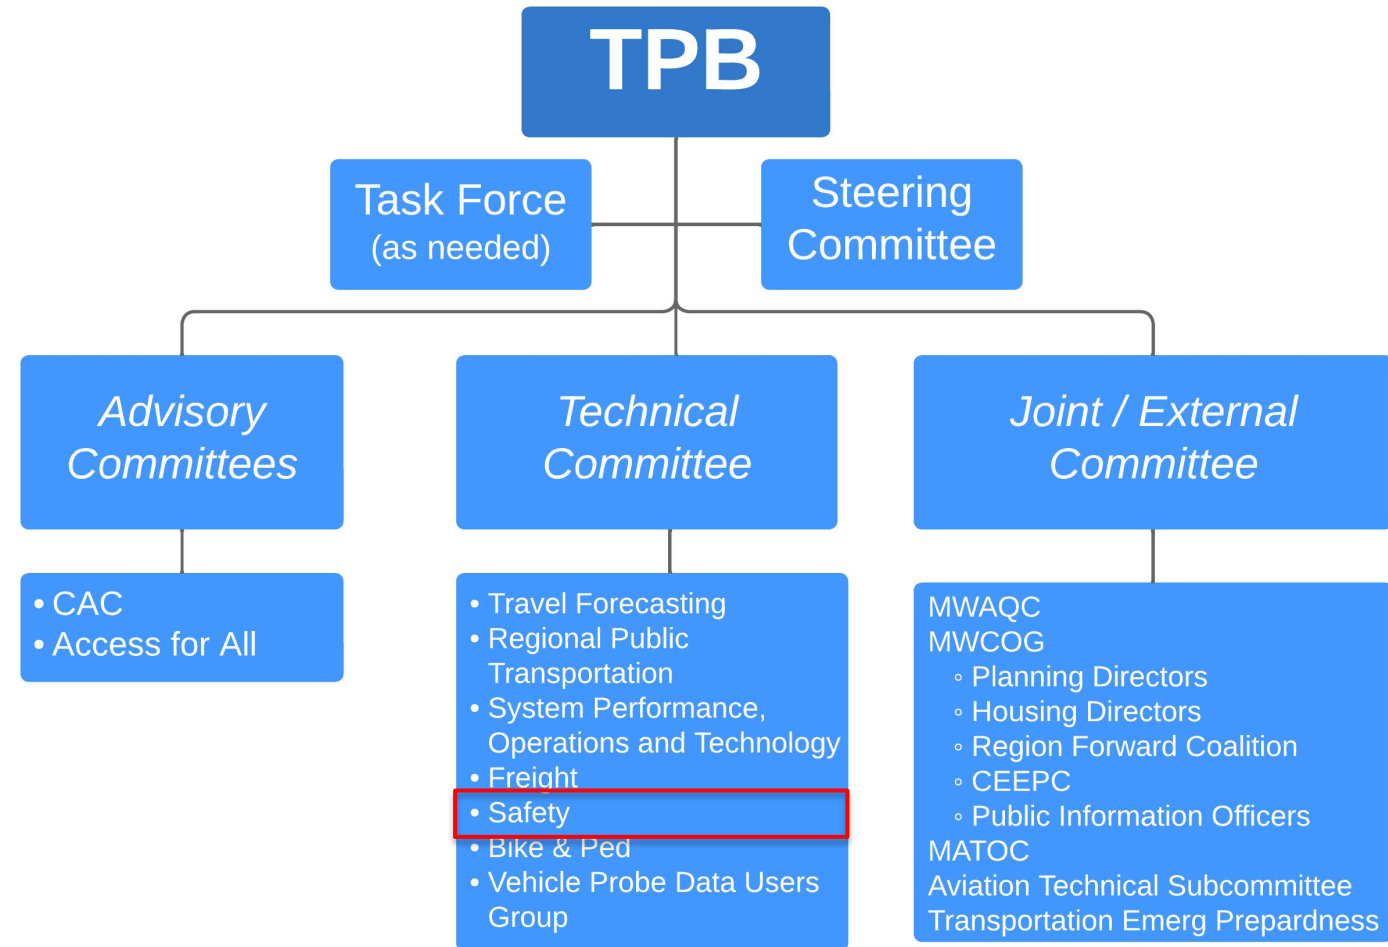 TPB
Task Force
(as needed)
Steering
Committee
Advisory
Committees
Technical
Committee
Joint / External
Committee
• CAC
• Access for All
• Travel Forecasting
• Regional Public
Transportation
• System Performance,
Operations and Technology
• Freight
• Safety
• Bike & Ped
• Vehicle Probe Data Users
Group
MWAQC
MWCOG
◦ Planning Directors
◦ Housing Directors
◦ Region Forward Coalition
◦ CEEPC
◦ Public Information Officers
MATOC
Aviation Technical Subcommittee
Transportation Emerg Prepardness